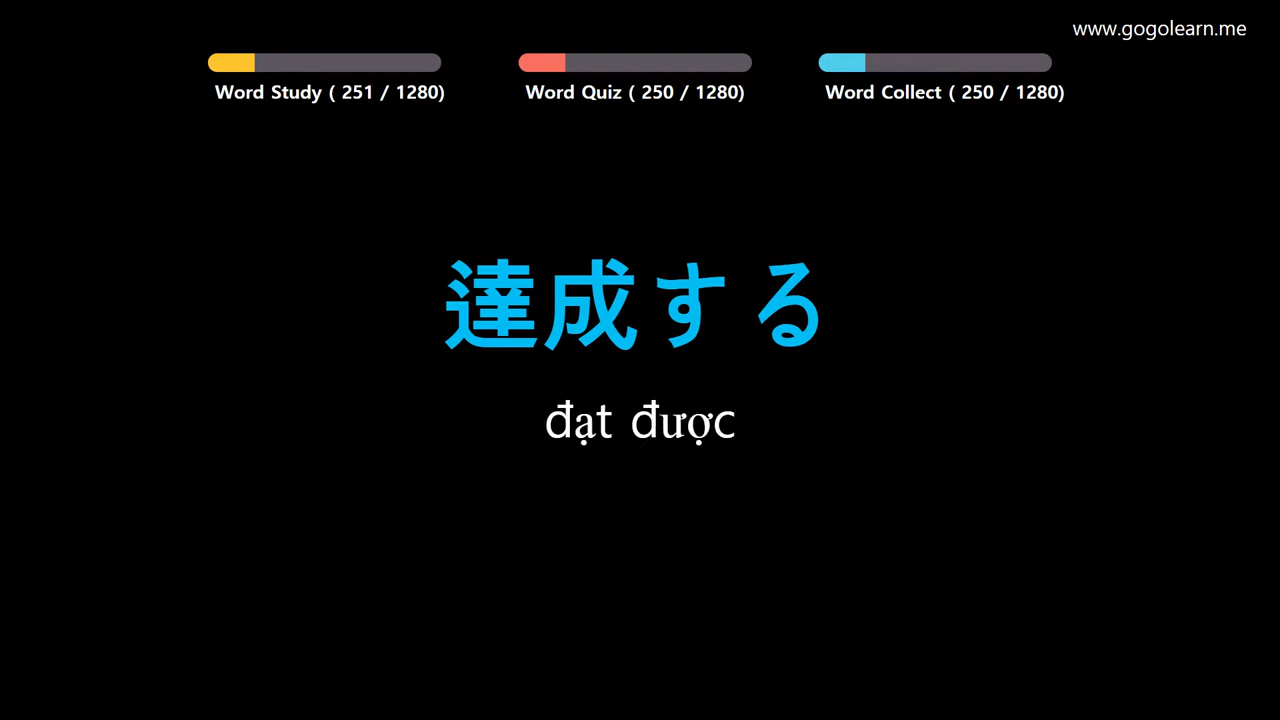 www.gogolearn.me
Word Study ( 251 / 1280)
Word Quiz ( 250 / 1280)
Word Collect ( 250 / 1280)
達成する
đạt được